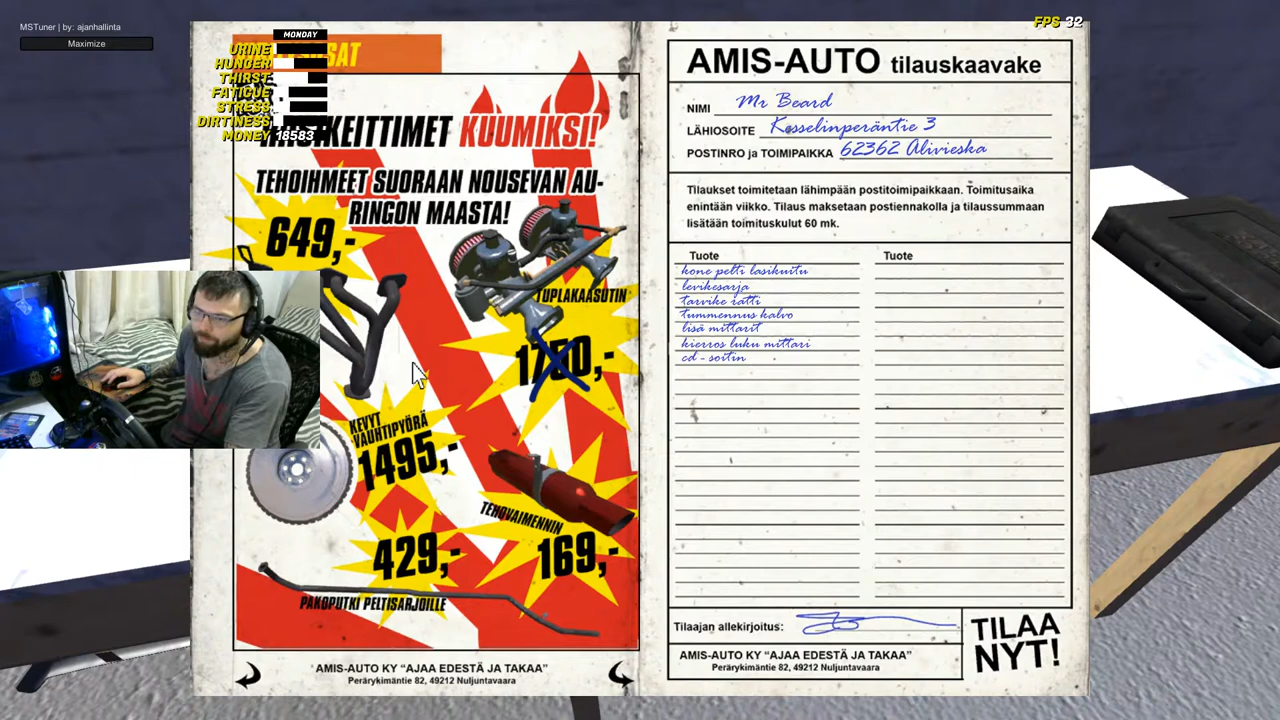 MSTuner | by: ajanhallinta
Maximize
FPS 32
MONDAY
URINE
HUNGER
THIRST
FATIGUE
STRESS
DIRTINESS
MONEY 18583
KEITTIMET KUUMIKSI!
TEHOIHMEET SUORAAN NOUSEVAN AU-
RINGON MAASTA!
649,-
TUPLAKAASUTIN
1750,-
KEVYT
VAUHTIPYÖRÄ
1495,-
TEHOVAIMENNIN
169,-
429,-
PAKOPUTKI PELTISARJOILLE
AMIS-AUTO KY "AJAA EDESTÄ JA TAKAA"
Perärykimäntie 82, 49212 Nuljuntavaara
AMIS-AUTO tilauskaavake
NIMI Mr Beard
LÄHIOSOITE Kesselinperäntie 3
POSTINRO ja TOIMIPAIKKA 62362 Alivieska
Tilaukset toimitetaan lähimpään postitoimipaikkaan. Toimitusaika
enintään viikko. Tilaus maksetaan postiennakolla ja tilaussummaan
lisätään toimituskulut 60 mk.
Tuote Tuote
kone pelti lasikuitu
levikesarja
tarvike ratti
tummennus kalvo
lisä mittarit
kierros luku mittari
cd - soitin
Tilaajan allekirjoitus:
TILAA
NYT!
AMIS-AUTO KY "AJAA EDESTÄ JA TAKAA"
Perärykimäntie 82, 49212 Nuljuntavaara